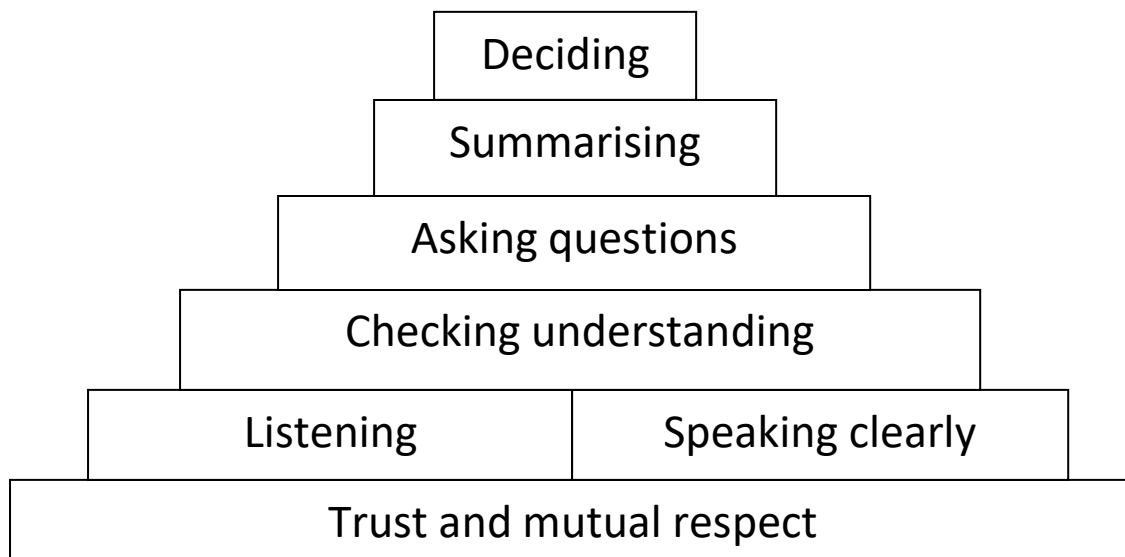 Deciding
Summarising
Asking questions
Checking understanding
Listening
Speaking clearly
Trust and mutual respect